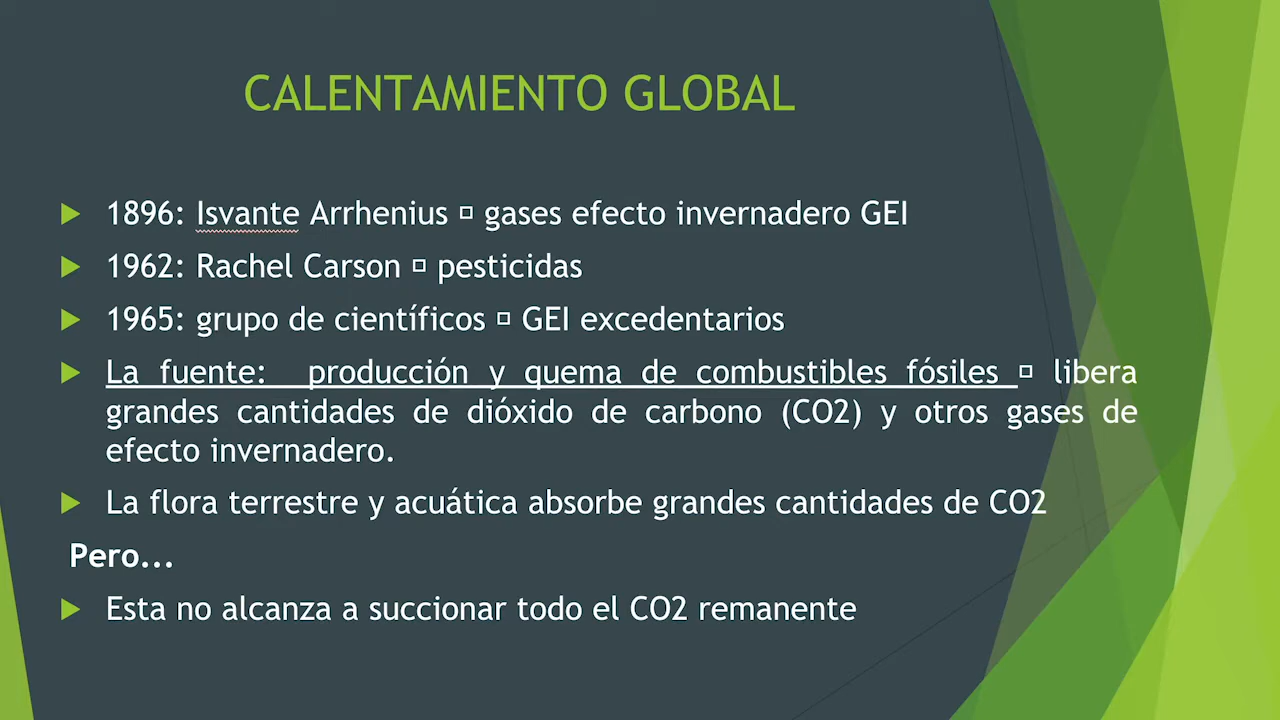 CALENTAMIENTO GLOBAL
1896: Isvante Arrhenius □ gases efecto invernadero GEI
1962: Rachel Carson □ pesticidas
1965: grupo de científicos □ GEI excedentarios
La fuente: producción y quema de combustibles fósiles □ libera
grandes cantidades de dióxido de carbono (CO2) y otros gases de
efecto invernadero.
La flora terrestre y acuática absorbe grandes cantidades de CO2
Pero...
Esta no alcanza a succionar todo el CO2 remanente